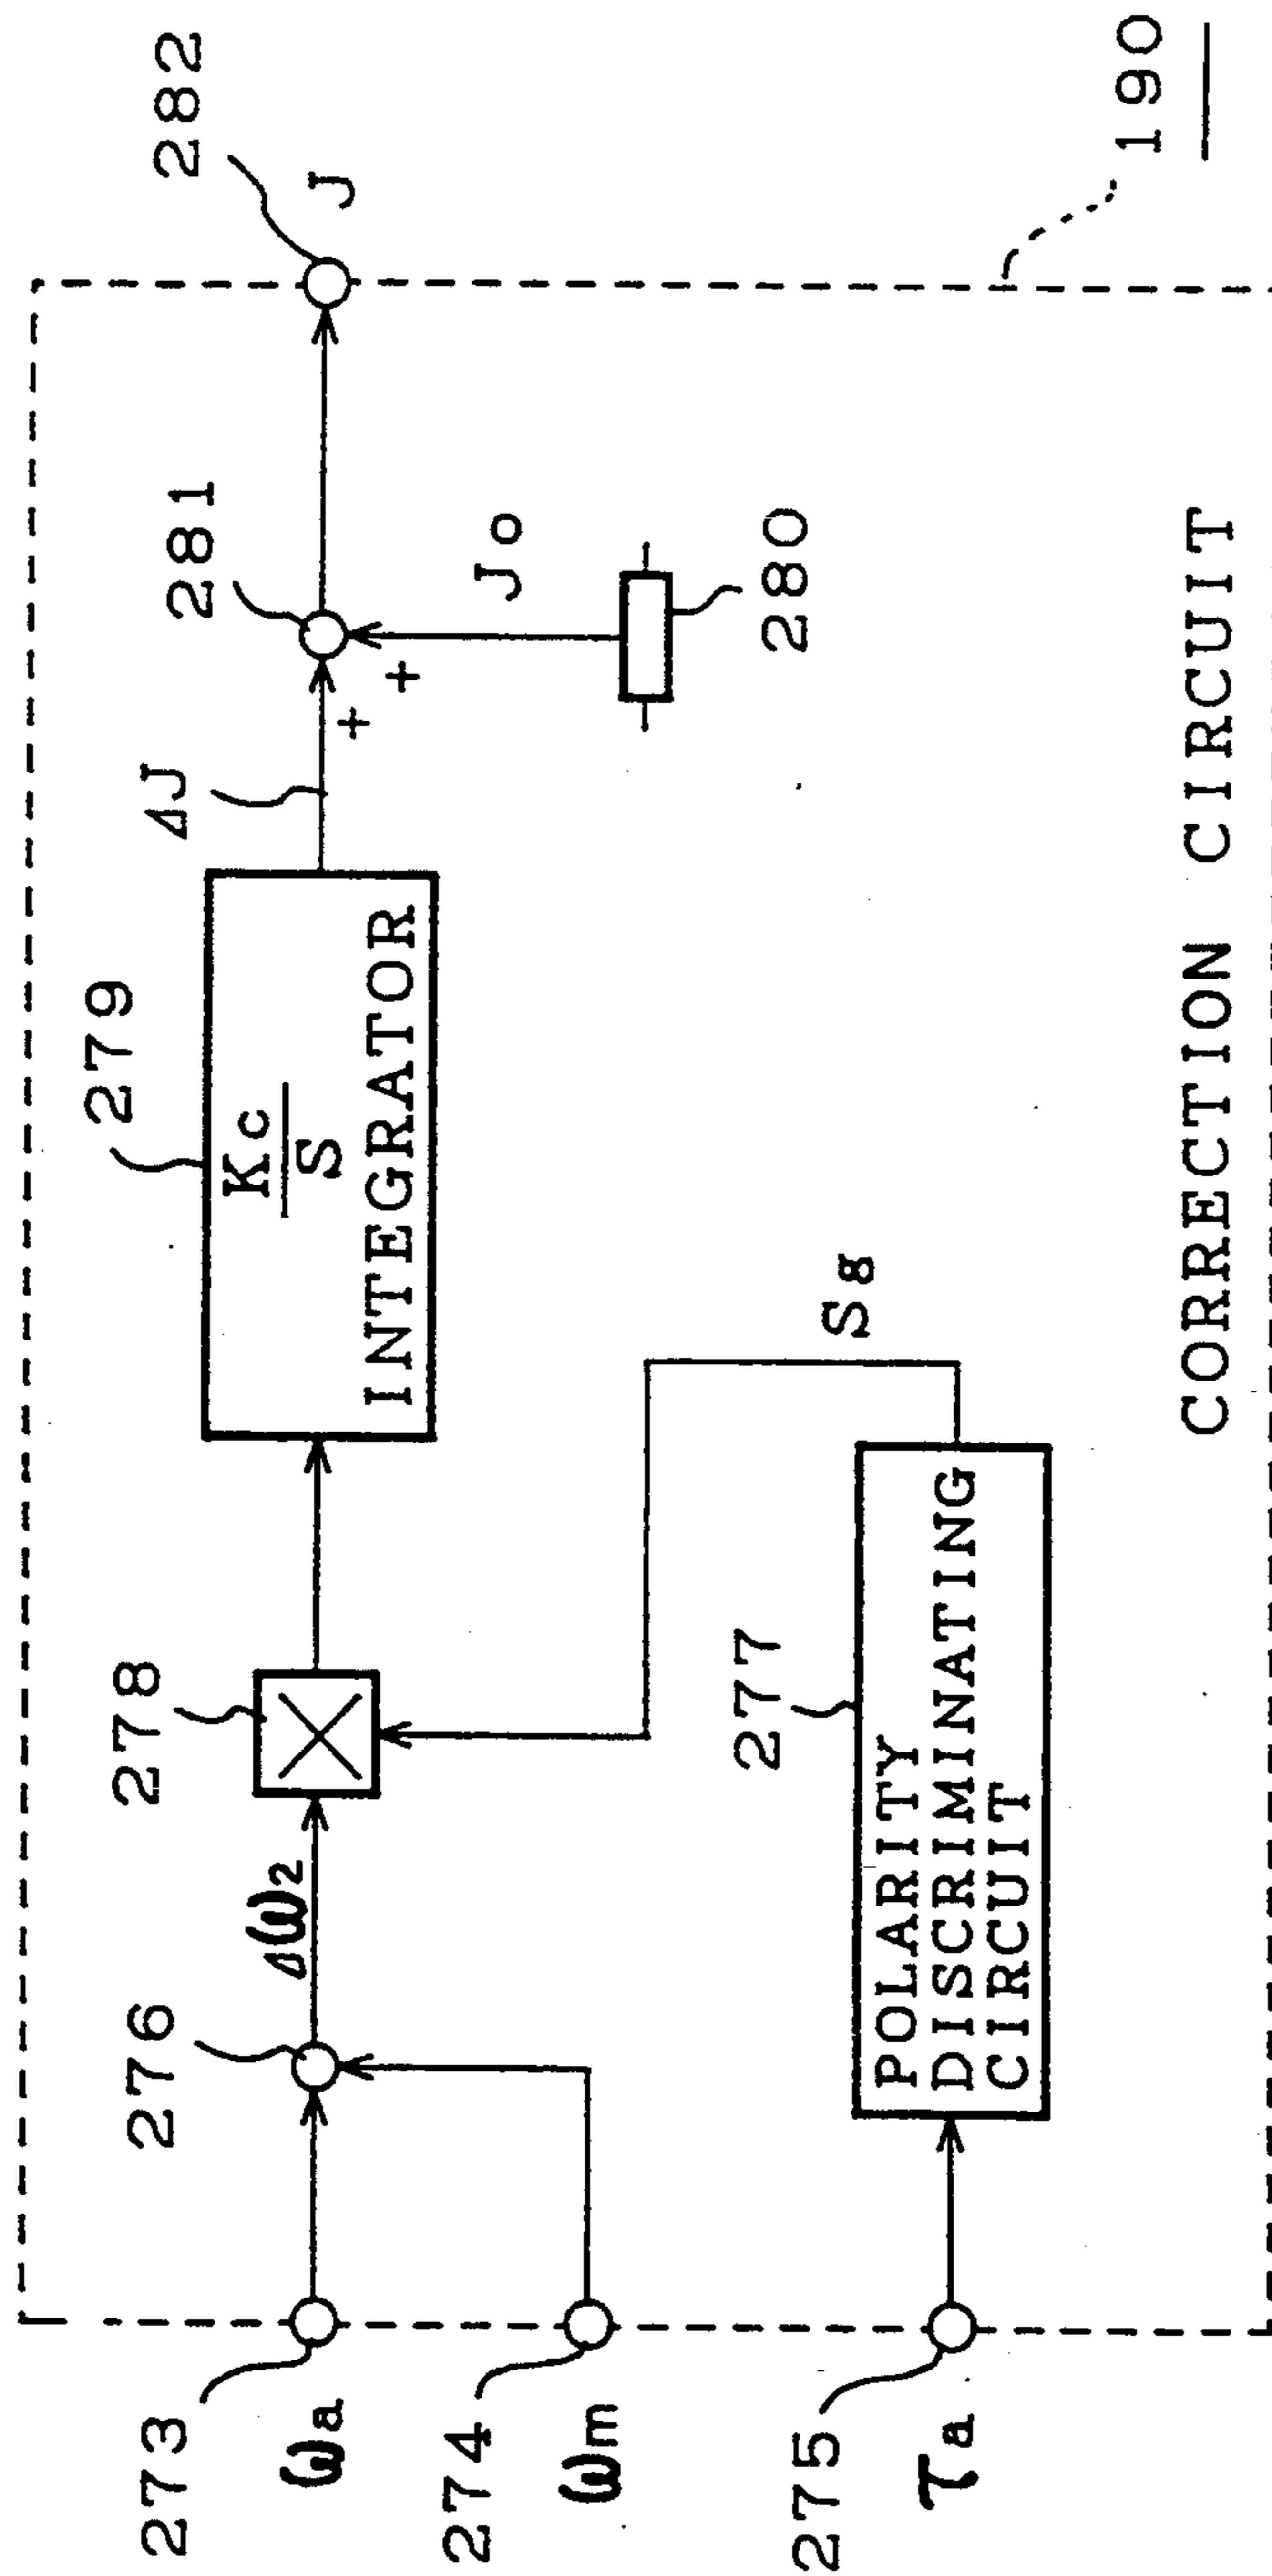 273
ωa
274
ωm
275
τa
276
Δω2
278
279
Kc
S
INTEGRATOR
ΔJ
281
+
+
Jo
280
282
J
Sg
277
POLARITY
DISCRIMINATING
CIRCUIT
CORRECTION CIRCUIT
190